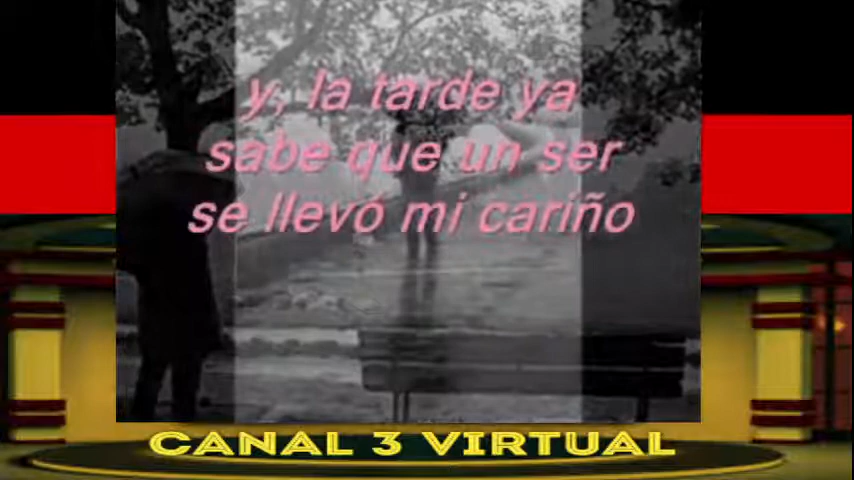 y, la tarde ya
sabe que un ser
se llevó mi cariño
CANAL 3 VIRTUAL